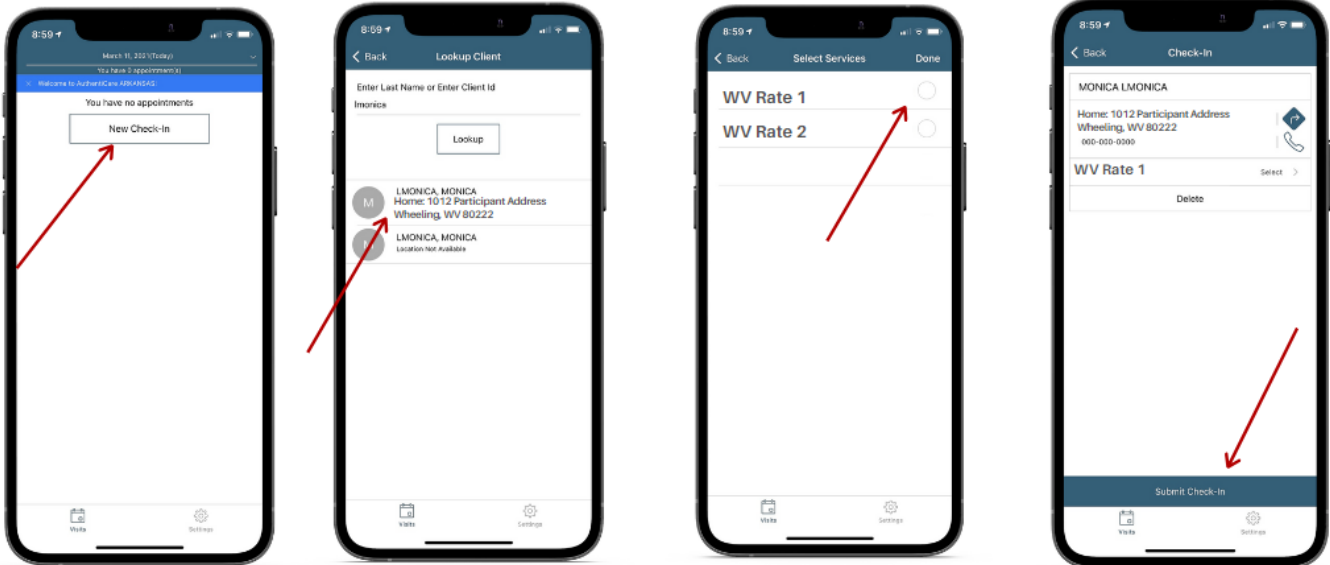 8:59
March 11, 2021(Today)
You have 0 appointment(s)
× Welcome to AuthentiCare ARKANSAS!
You have no appointments
New Check-In
Visits
Settings
8:59
Back
Lookup Client
Enter Last Name or Enter Client Id
lmonica
Lookup
M
LMONICA, MONICA
Home: 1012 Participant Address
Wheeling, WV 80222
M
LMONICA, MONICA
Location Not Available
Visits
Settings
8:59
Back
Select Services
Done
WV Rate 1
WV Rate 2
Visits
Settings
8:59
Back
Check-In
MONICA LMONICA
Home: 1012 Participant Address
Wheeling, WV 80222
000-000-0000
WV Rate 1
Select
Delete
Submit Check-In
Visits
Settings